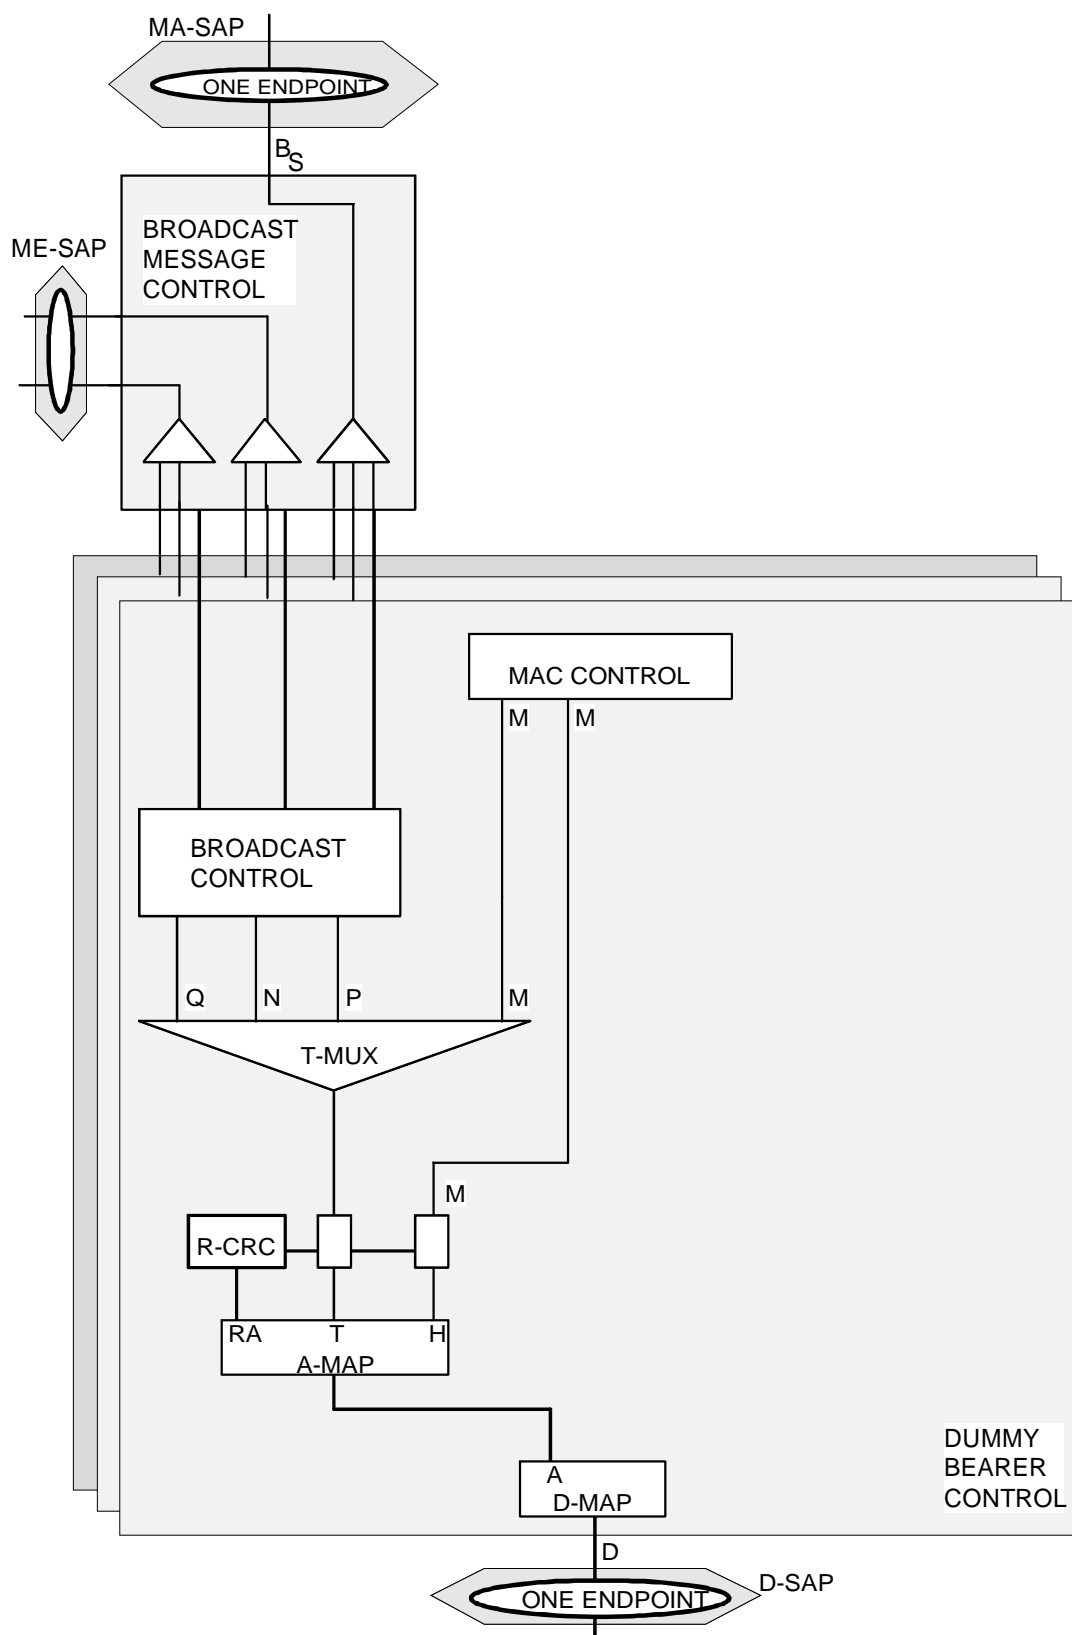 MA-SAP
ONE ENDPOINT
BS
BROADCAST
MESSAGE
CONTROL
ME-SAP
MAC CONTROL
M M
BROADCAST
CONTROL
Q N P M
T-MUX
M
R-CRC
RA T H
A-MAP
DUMMY
BEARER
CONTROL
A
D-MAP
D
D-SAP
ONE ENDPOINT